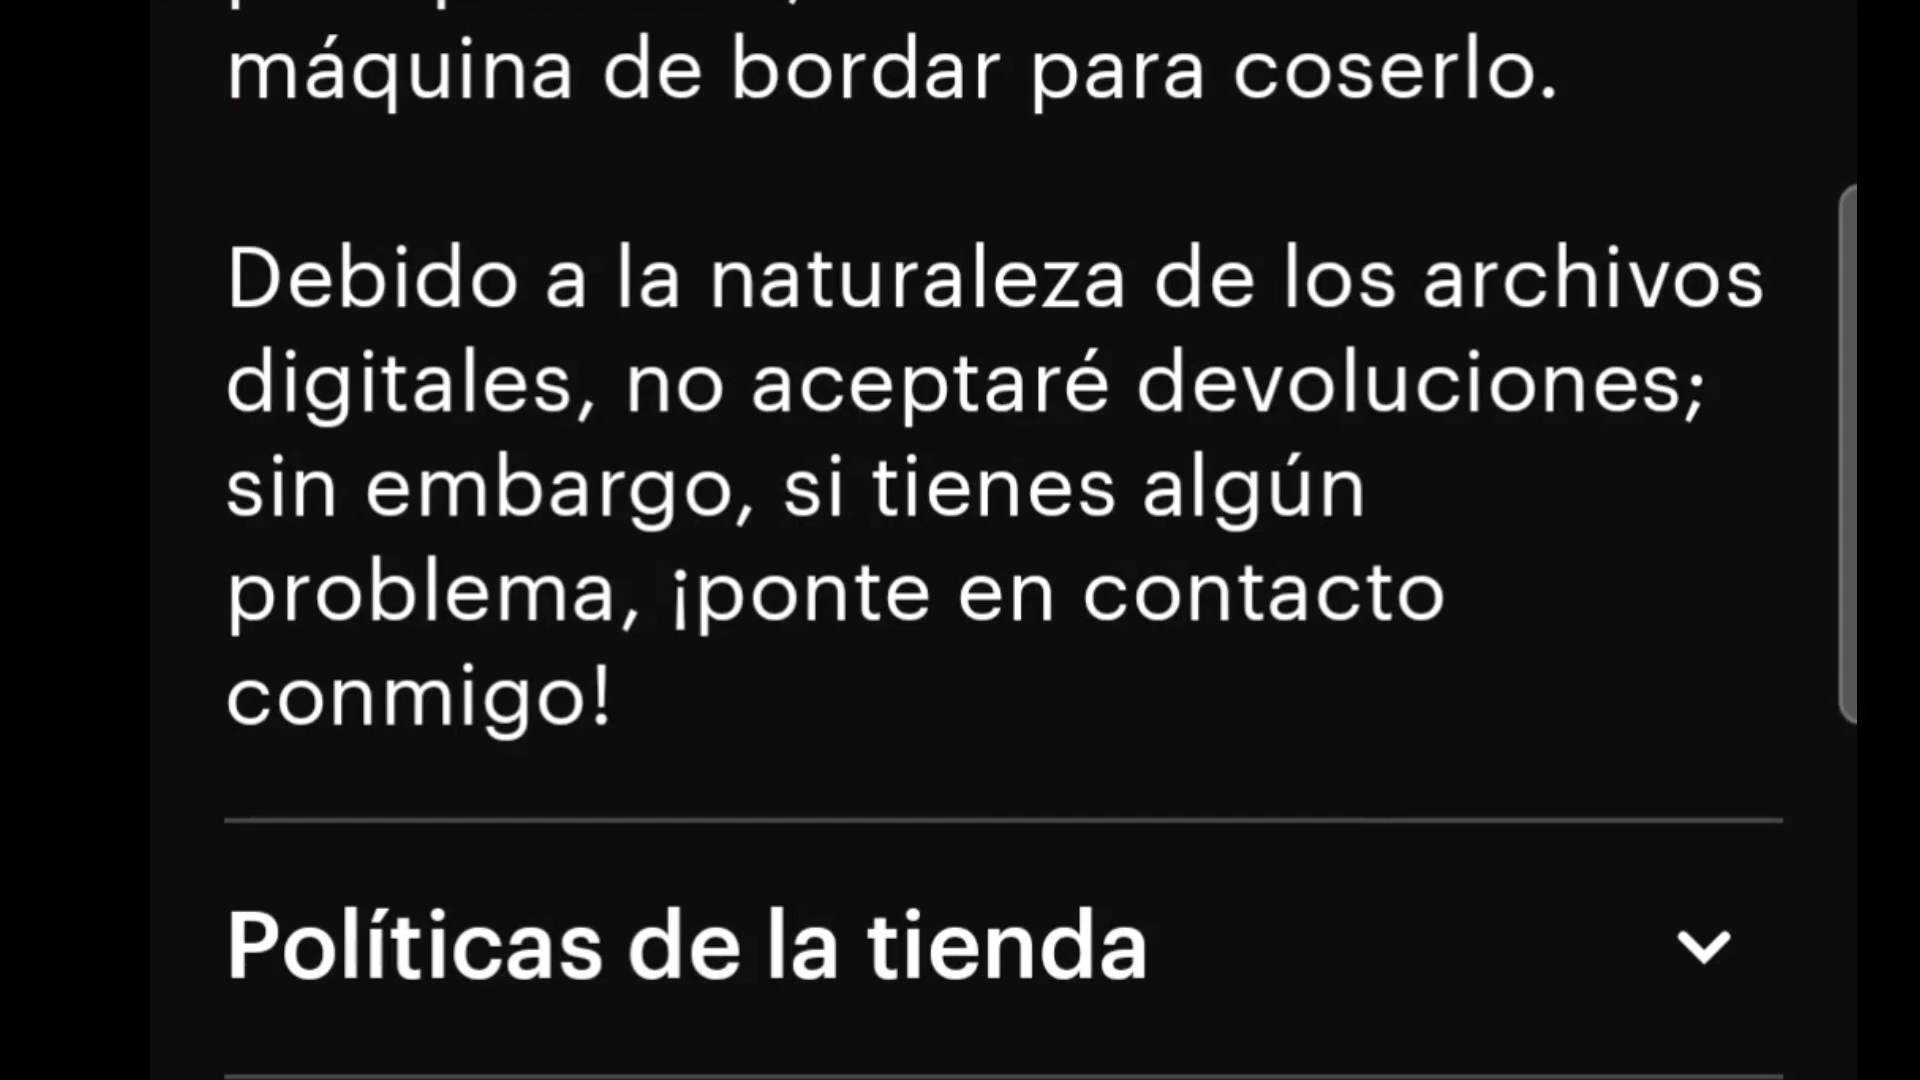 máquina de bordar para coserlo.
Debido a la naturaleza de los archivos
digitales, no aceptaré devoluciones;
sin embargo, si tienes algún
problema, ¡ponte en contacto
conmigo!
Políticas de la tienda